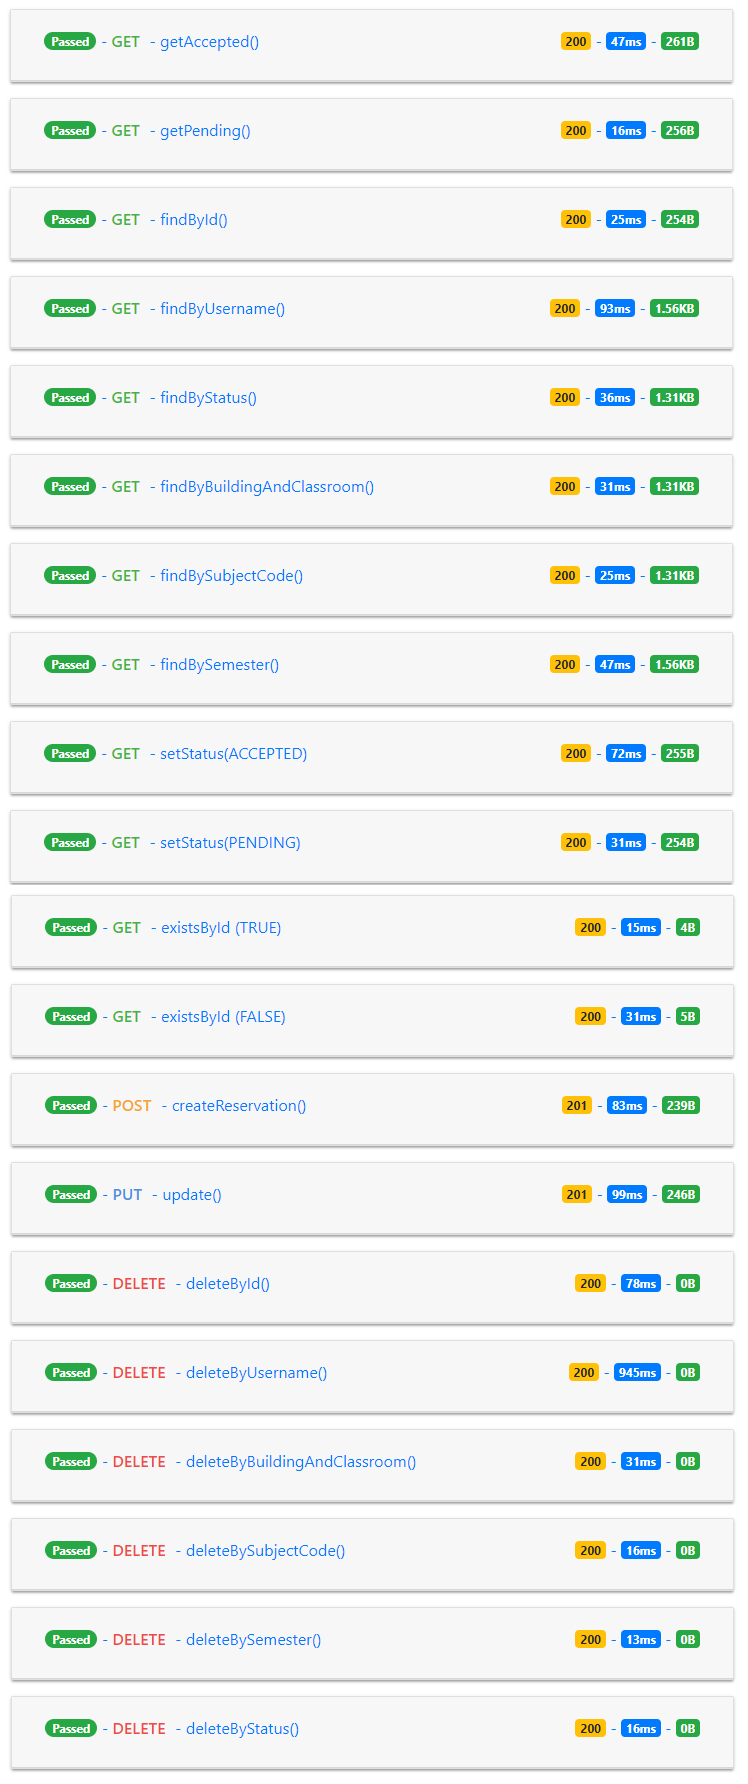 Passed - GET - getAccepted() 200 - 47ms - 261B
Passed - GET - getPending() 200 - 16ms - 256B
Passed - GET - findById() 200 - 25ms - 254B
Passed - GET - findByUsername() 200 - 93ms - 1.56KB
Passed - GET - findByStatus() 200 - 36ms - 1.31KB
Passed - GET - findByBuildingAndClassroom() 200 - 31ms - 1.31KB
Passed - GET - findBySubjectCode() 200 - 25ms - 1.31KB
Passed - GET - findBySemester() 200 - 47ms - 1.56KB
Passed - GET - setStatus(ACCEPTED) 200 - 72ms - 255B
Passed - GET - setStatus(PENDING) 200 - 31ms - 254B
Passed - GET - existsById (TRUE) 200 - 15ms - 4B
Passed - GET - existsById (FALSE) 200 - 31ms - 5B
Passed - POST - createReservation() 201 - 83ms - 239B
Passed - PUT - update() 201 - 99ms - 246B
Passed - DELETE - deleteById() 200 - 78ms - 0B
Passed - DELETE - deleteByUsername() 200 - 945ms - 0B
Passed - DELETE - deleteByBuildingAndClassroom() 200 - 31ms - 0B
Passed - DELETE - deleteBySubjectCode() 200 - 16ms - 0B
Passed - DELETE - deleteBySemester() 200 - 13ms - 0B
Passed - DELETE - deleteByStatus() 200 - 16ms - 0B